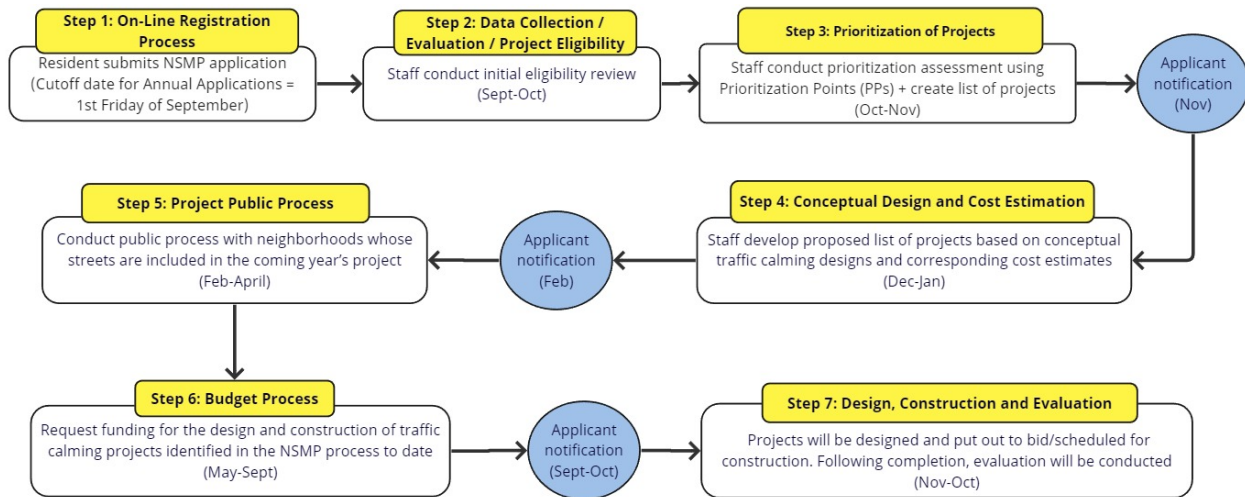 Step 1: On-Line Registration
Process
Resident submits NSMP application
(Cutoff date for Annual Applications =
1st Friday of September)
Step 2: Data Collection /
Evaluation / Project Eligibility
Staff conduct initial eligibility review
(Sept-Oct)
Step 3: Prioritization of Projects
Staff conduct prioritization assessment using
Prioritization Points (PPs) + create list of projects
(Oct-Nov)
Applicant
notification
(Nov)
Step 4: Conceptual Design and Cost Estimation
Staff develop proposed list of projects based on conceptual
traffic calming designs and corresponding cost estimates
(Dec-Jan)
Applicant
notification
(Feb)
Step 5: Project Public Process
Conduct public process with neighborhoods whose
streets are included in the coming year's project
(Feb-April)
Step 6: Budget Process
Request funding for the design and construction of traffic
calming projects identified in the NSMP process to date
(May-Sept)
Applicant
notification
(Sept-Oct)
Step 7: Design, Construction and Evaluation
Projects will be designed and put out to bid/scheduled for
construction. Following completion, evaluation will be conducted
(Nov-Oct)